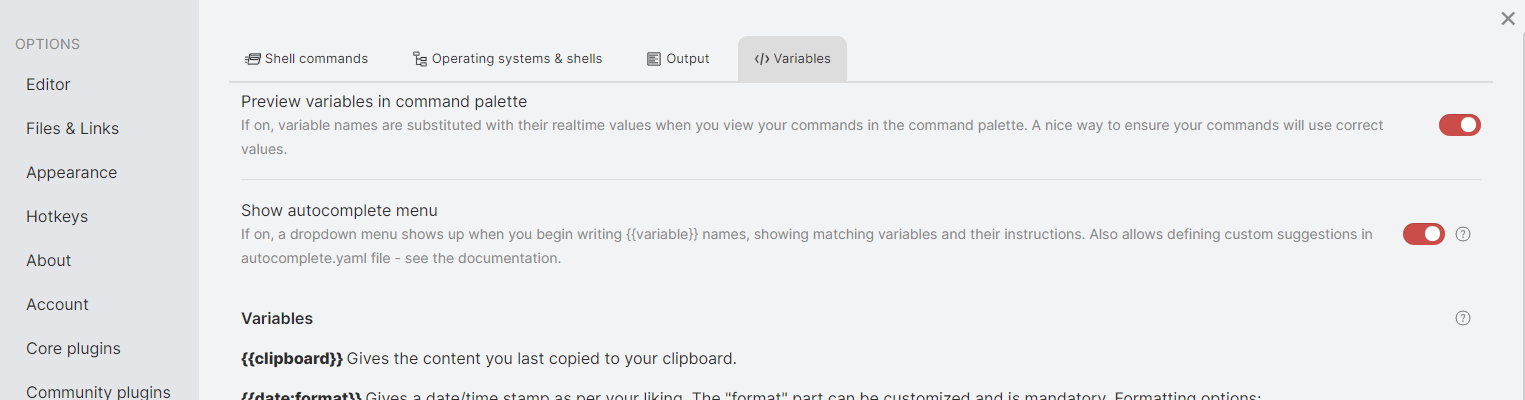 OPTIONS
Editor
Files & Links
Appearance
Hotkeys
About
Account
Core plugins
Community plugins
Shell commands
Operating systems & shells
Output
Variables
Preview variables in command palette
If on, variable names are substituted with their realtime values when you view your commands in the command palette. A nice way to ensure your commands will use correct
values.
Show autocomplete menu
If on, a dropdown menu shows up when you begin writing {{variable}} names, showing matching variables and their instructions. Also allows defining custom suggestions in
autocomplete.yaml file - see the documentation.
Variables
{{clipboard}} Gives the content you last copied to your clipboard.
{{date:format}} Gives a date/time stamp as per your liking. The "format" part can be customized and is mandatory. Formatting options: